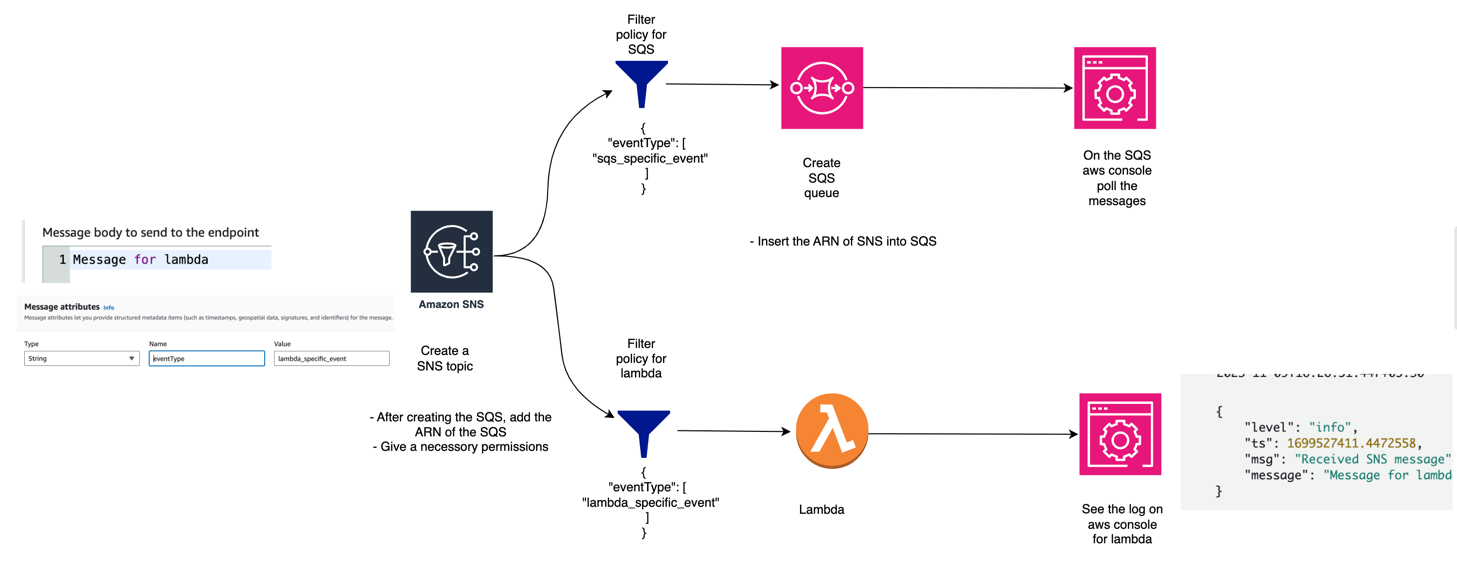 Filter
policy for
SQS
{
"eventType": [
"sqs_specific_event"
]
}
Create
SQS
queue
On the SQS
aws console
poll the
messages
- Insert the ARN of SNS into SQS
Message body to send to the endpoint
1 Message for lambda
Message attributes Info
Message attributes let you provide structured metadata items (such as timestamps, geospatial data, signatures, and identifiers) for the message.
Type Name Value
String eventType lambda_specific_event
Amazon SNS
Create a
SNS topic
- After creating the SQS, add the
ARN of the SQS
- Give a necessary permissions
Filter
policy for
lambda
{
"eventType": [
"lambda_specific_event"
]
}
Lambda
See the log on
aws console
for lambda
{
"level": "info",
"ts": 1699527411.4472558,
"msg": "Received SNS message"
"message": "Message for lambd
}